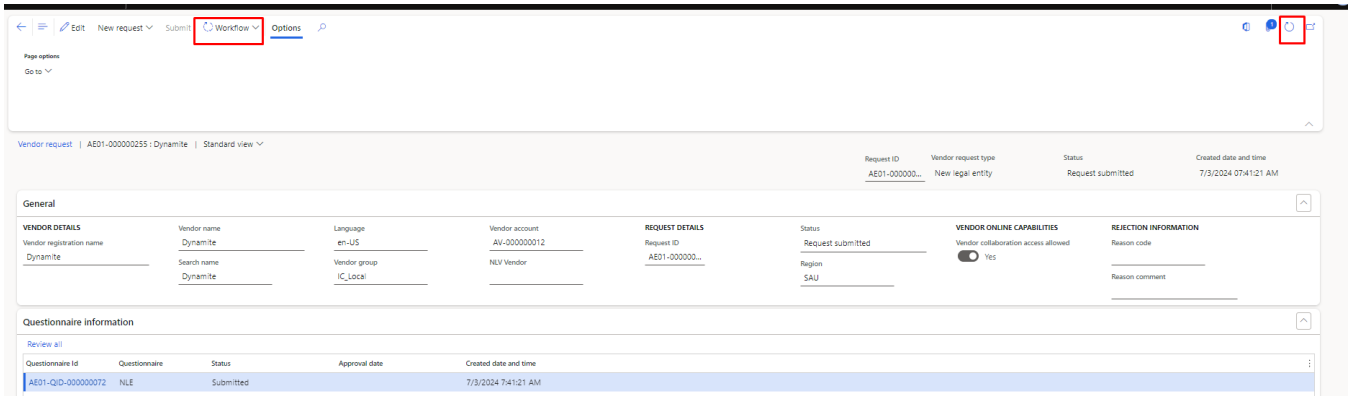 Edit New request Submit Workflow Options
1
Page options
Go to
Vendor request | AE01-000000255 : Dynamite | Standard view
Request ID Vendor request type Status Created date and time
AE01-000000... New legal entity Request submitted 7/3/2024 07:41:21 AM
General
VENDOR DETAILS
Vendor registration name
Dynamite
Vendor name
Dynamite
Search name
Dynamite
Language
en-US
Vendor group
IC_Local
Vendor account
AV-000000012
NLV Vendor
REQUEST DETAILS
Request ID
AE01-000000...
Status
Request submitted
Region
SAU
VENDOR ONLINE CAPABILITIES
Vendor collaboration access allowed
Yes
REJECTION INFORMATION
Reason code
Reason comment
Questionnaire information
Review all
Questionnaire Id Questionnaire Status Approval date Created date and time
AE01-QID-000000072 NLE Submitted 7/3/2024 7:41:21 AM